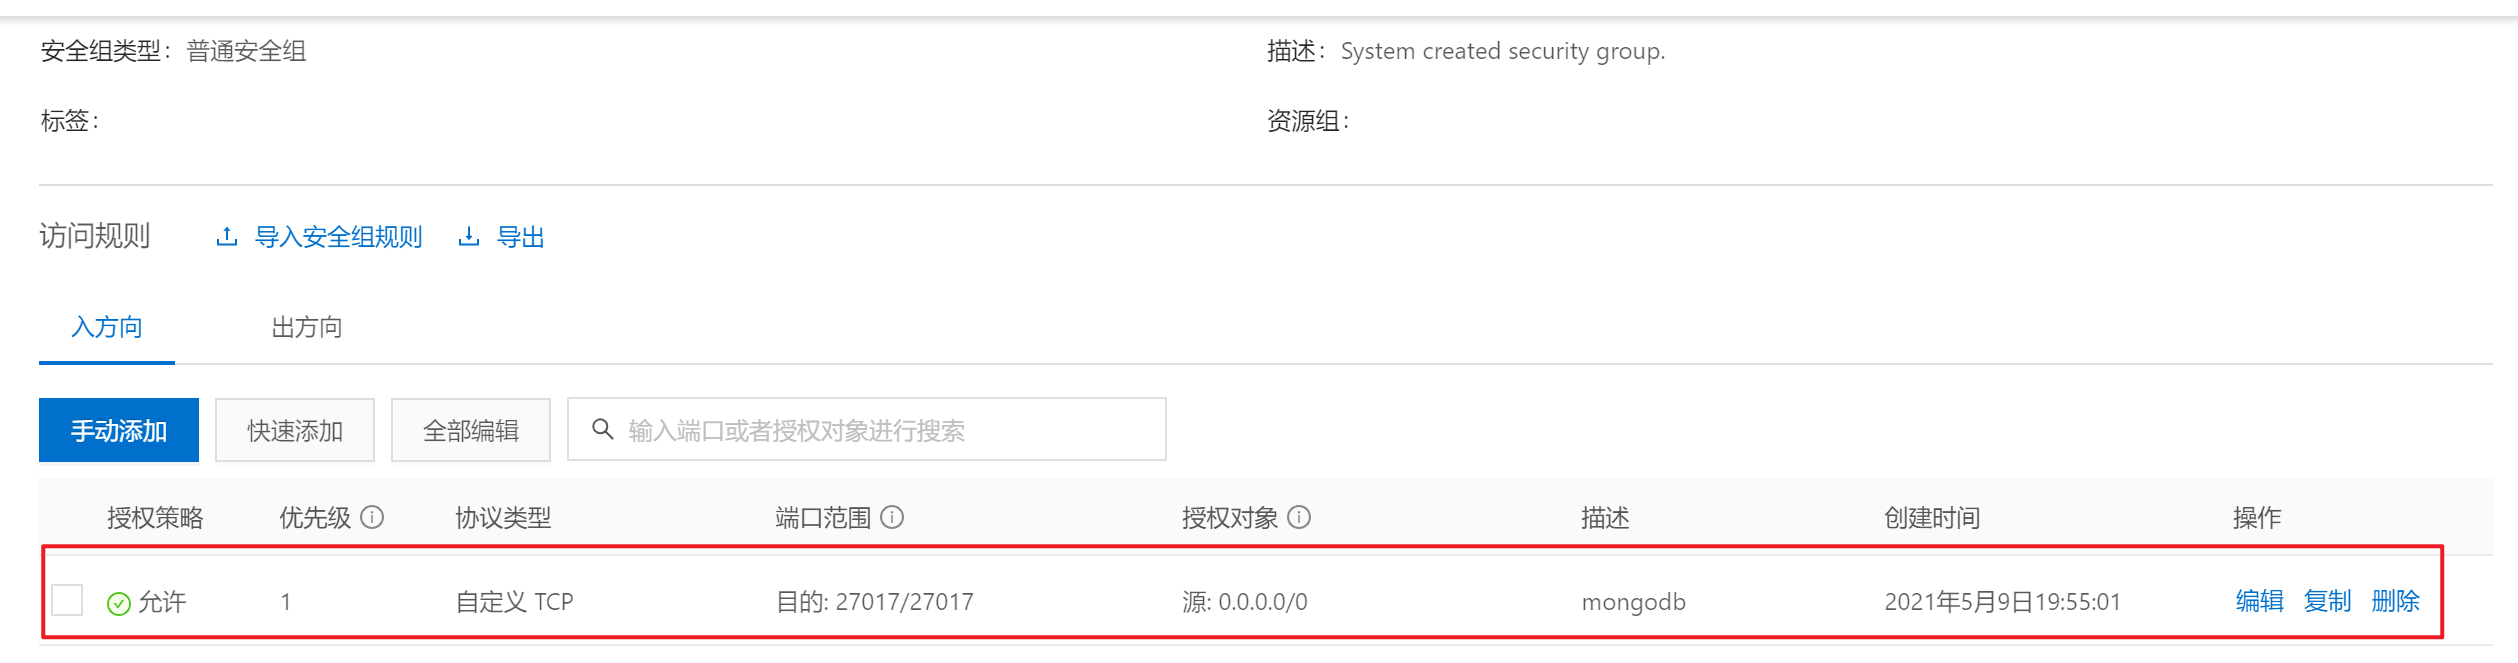 安全组类型：普通安全组
描述：System created security group.
标签：
资源组：
访问规则 导入安全组规则 导出
入方向 出方向
手动添加 快速添加 全部编辑 输入端口或者授权对象进行搜索
授权策略 优先级 协议类型 端口范围 授权对象 描述 创建时间 操作
允许 1 自定义 TCP 目的: 27017/27017 源: 0.0.0.0/0 mongodb 2021年5月9日19:55:01 编辑 复制 删除